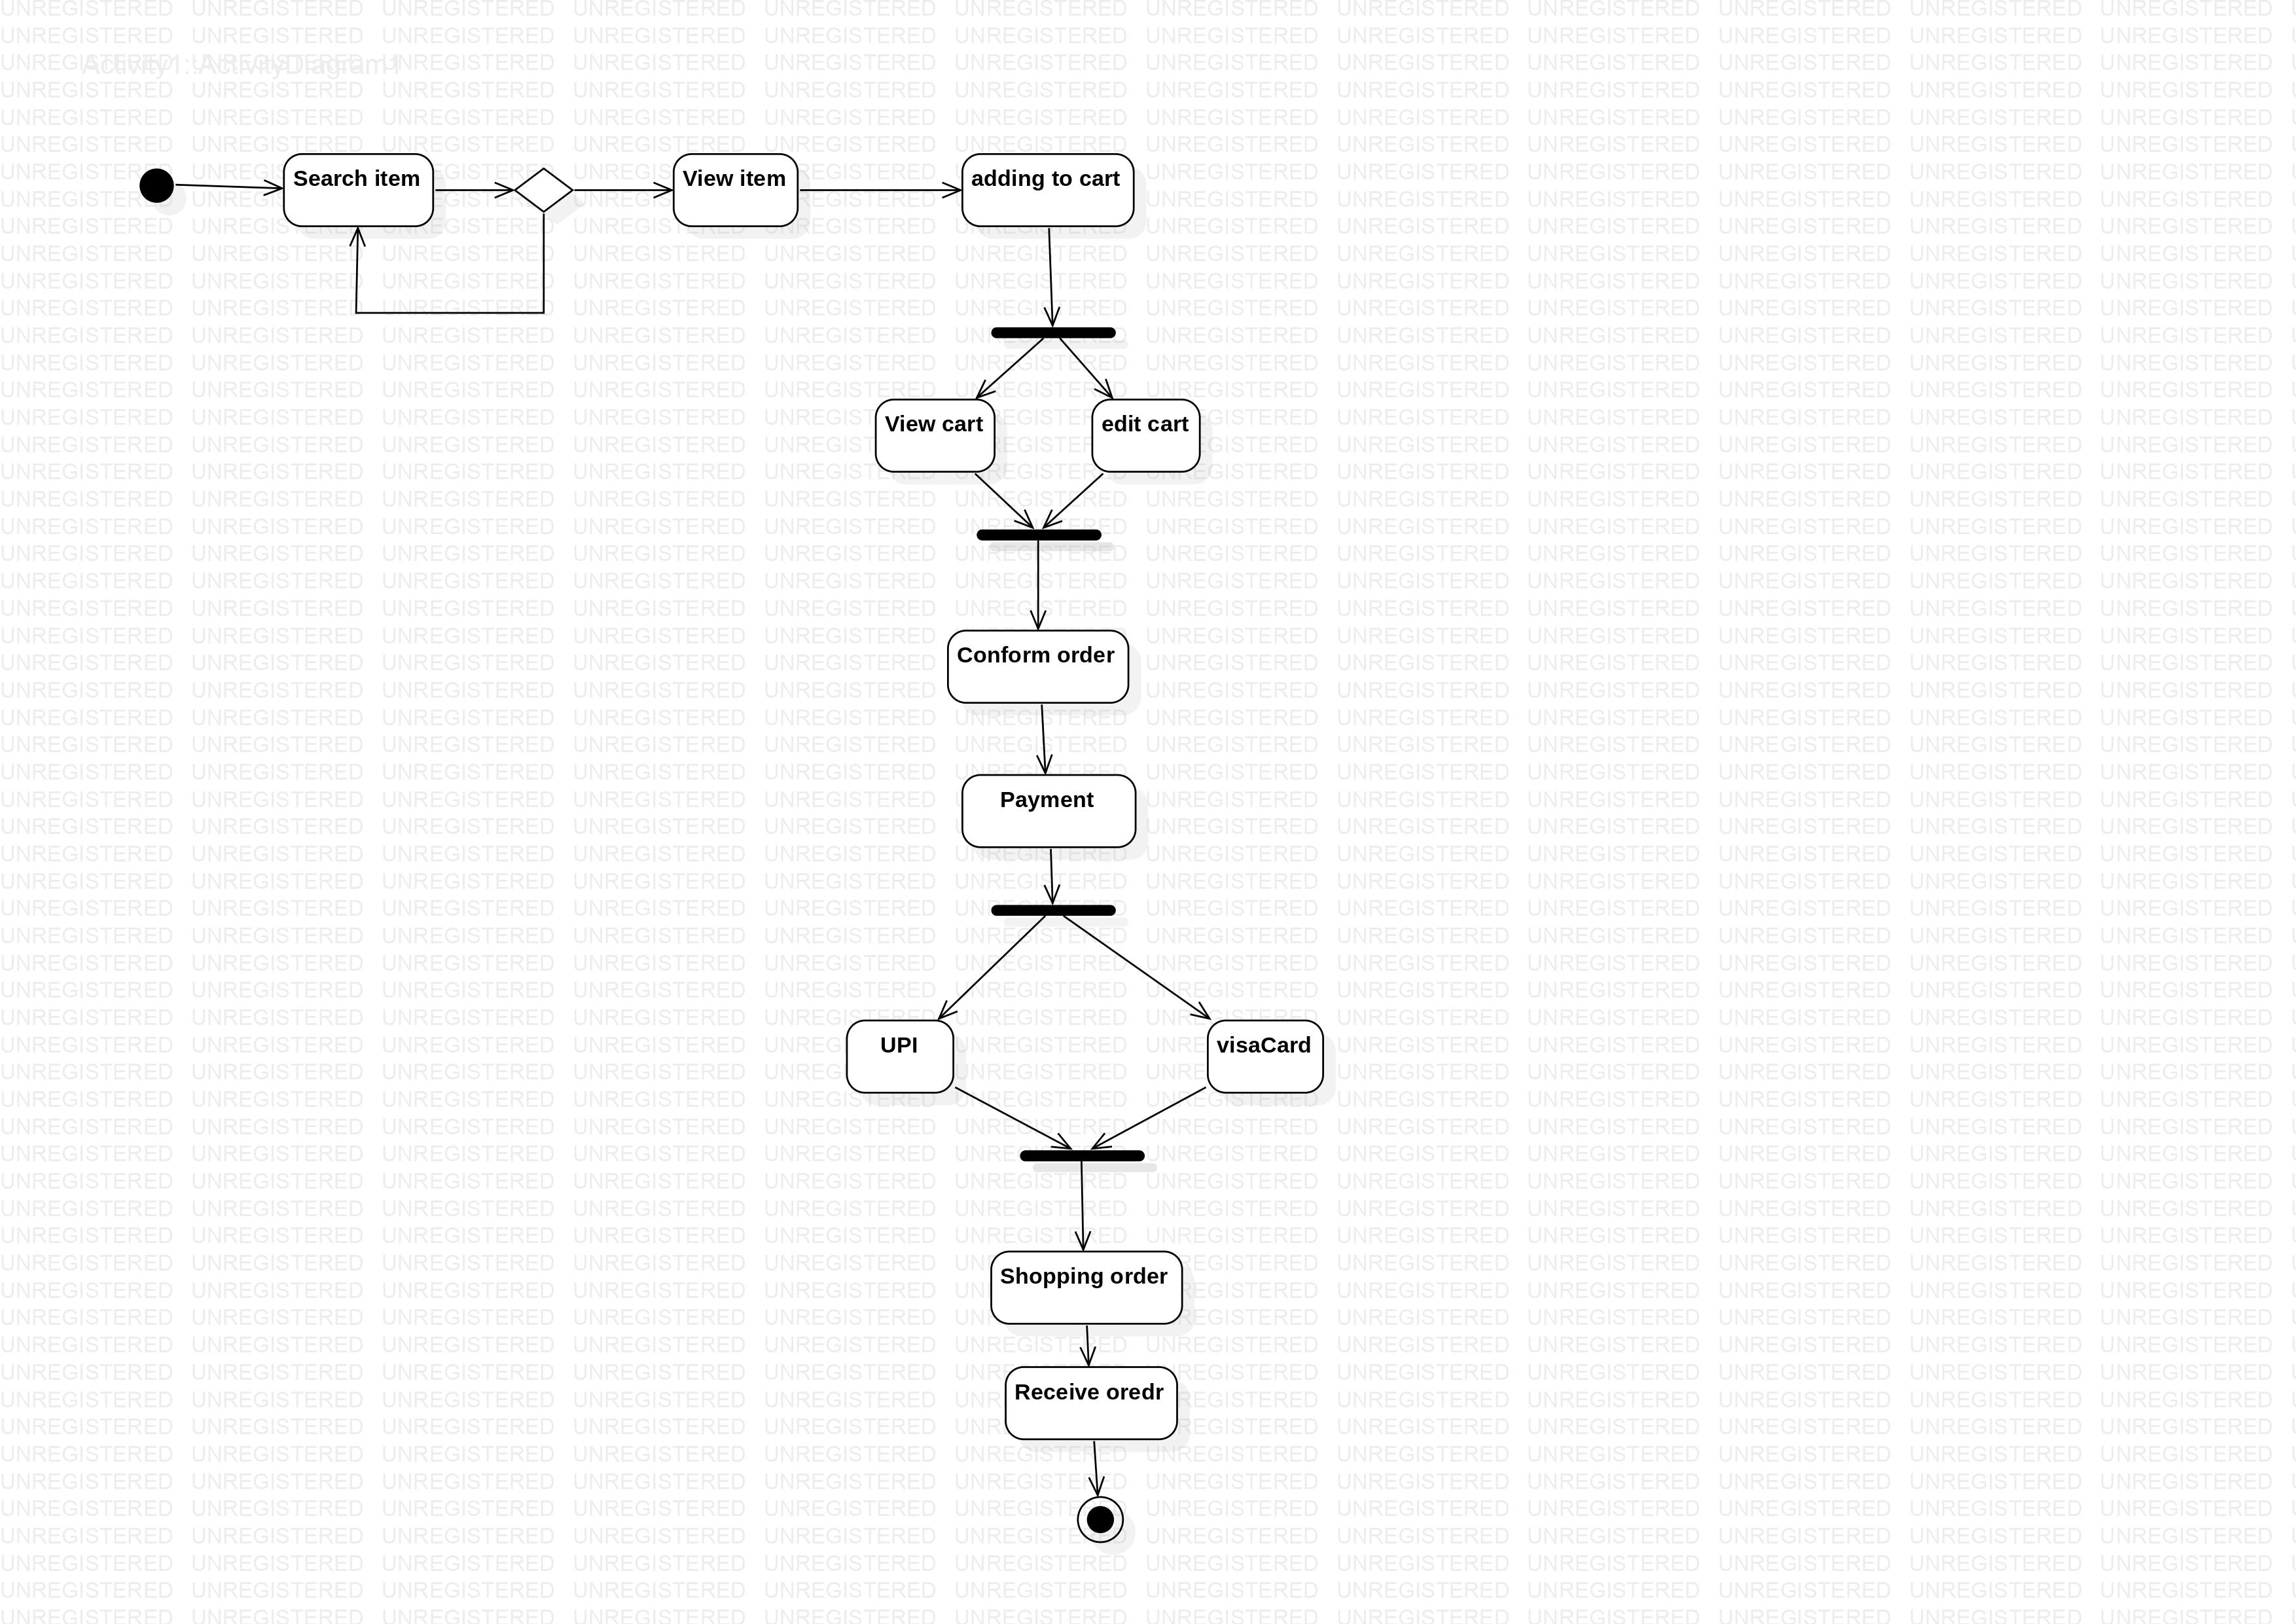 Activity1::ActivityDiagram1
Search item
View item
adding to cart
View cart
edit cart
Conform order
Payment
UPI
visaCard
Shopping order
Receive oredr
UNREGISTERED